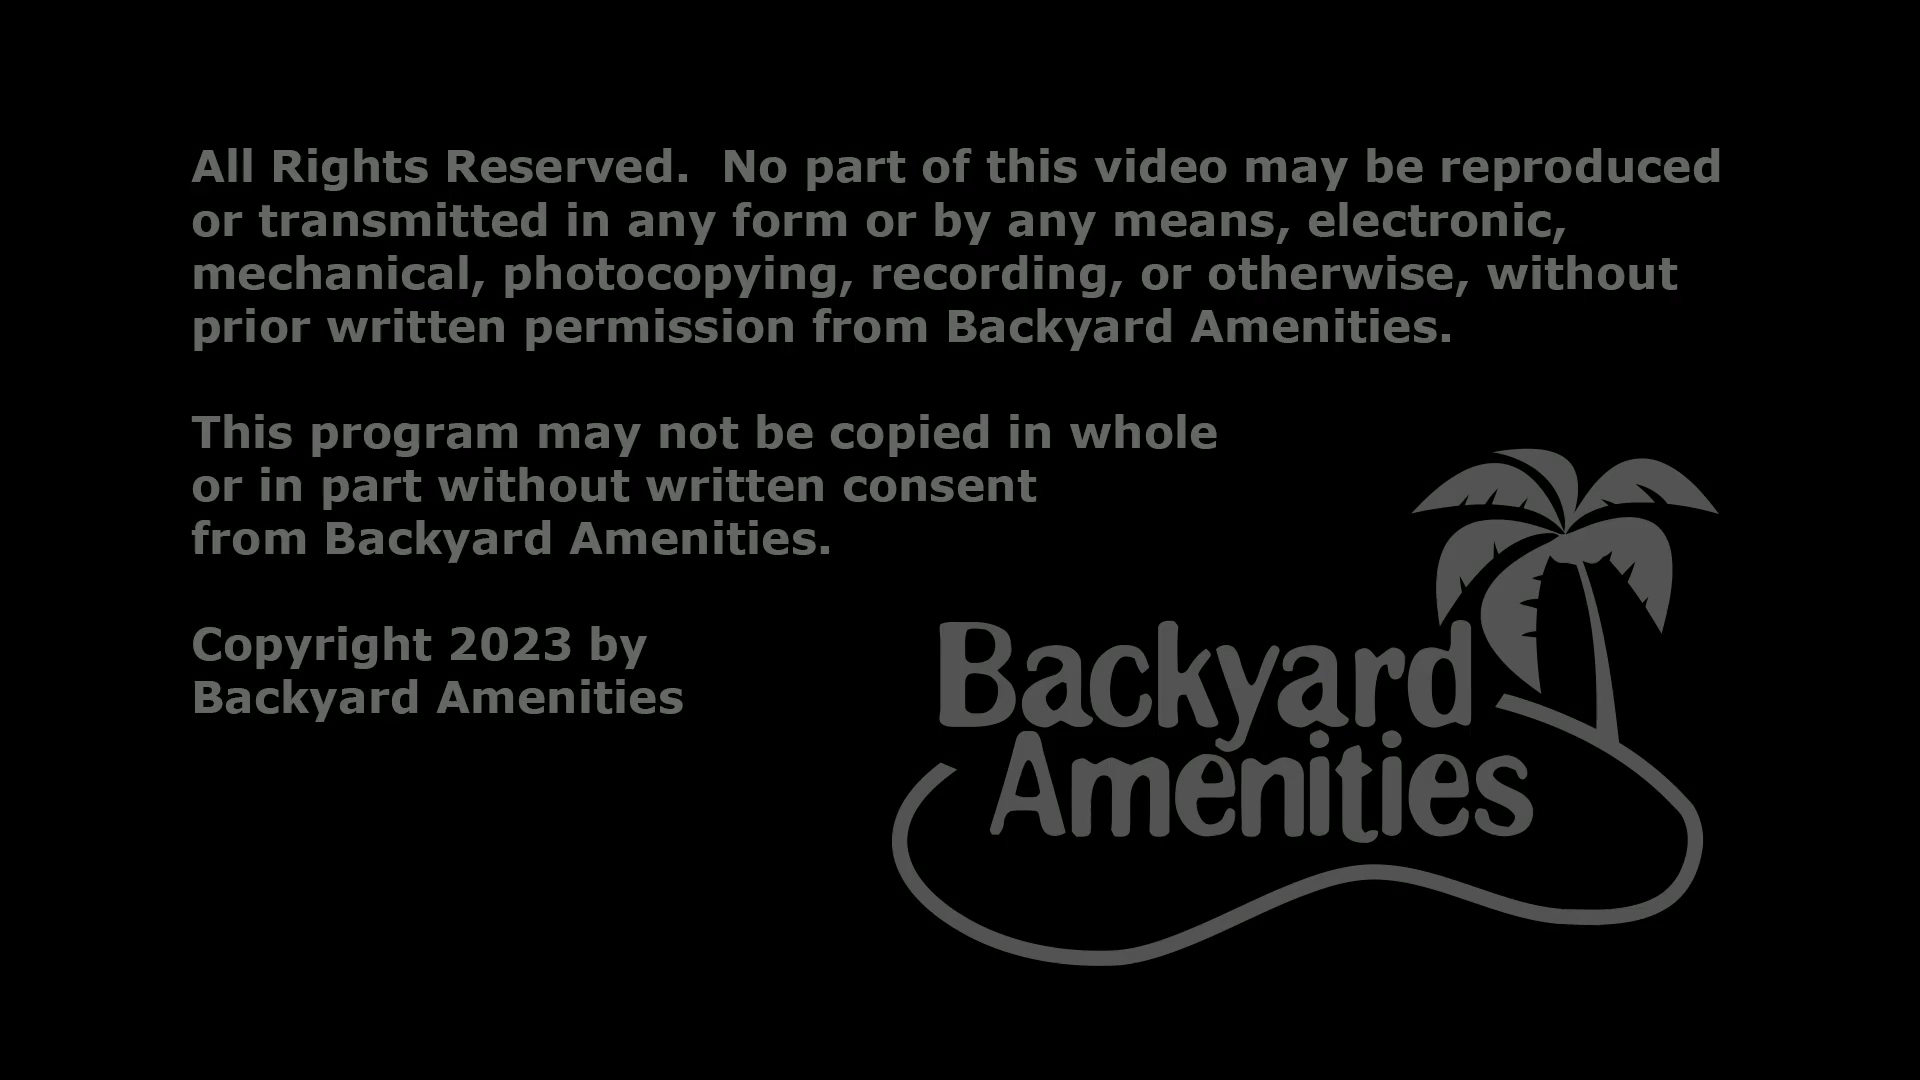 All Rights Reserved.  No part of this video may be reproduced
or transmitted in any form or by any means, electronic,
mechanical, photocopying, recording, or otherwise, without
prior written permission from Backyard Amenities.
This program may not be copied in whole
or in part without written consent
from Backyard Amenities.
Copyright 2023 by
Backyard Amenities
Backyard
Amenities